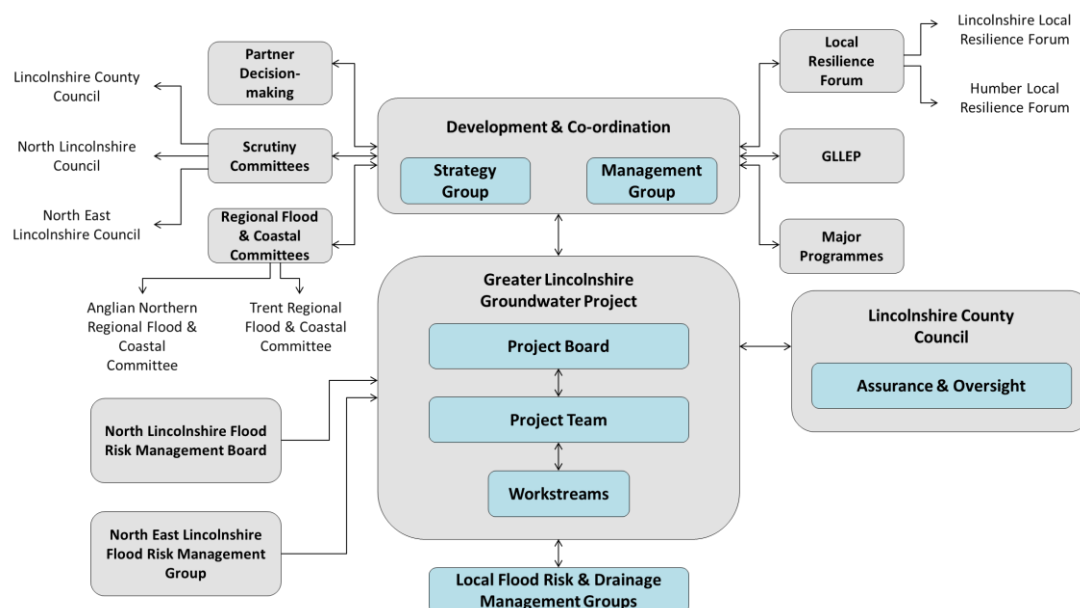 Partner
Decision-
making
Lincolnshire County
Council
North Lincolnshire
Council
Scrutiny
Committees
North East
Lincolnshire Council
Regional Flood
& Coastal
Committees
Anglian Northern
Regional Flood &
Coastal
Committee
Trent Regional
Flood & Coastal
Committee
Development & Co-ordination
Strategy
Group
Management
Group
Local
Resilience
Forum
Lincolnshire Local
Resilience Forum
Humber Local
Resilience Forum
GLLEP
Major
Programmes
Greater Lincolnshire
Groundwater Project
Project Board
Project Team
Workstreams
Lincolnshire County
Council
Assurance & Oversight
North Lincolnshire Flood
Risk Management Board
North East Lincolnshire
Flood Risk Management
Group
Local Flood Risk & Drainage
Management Groups